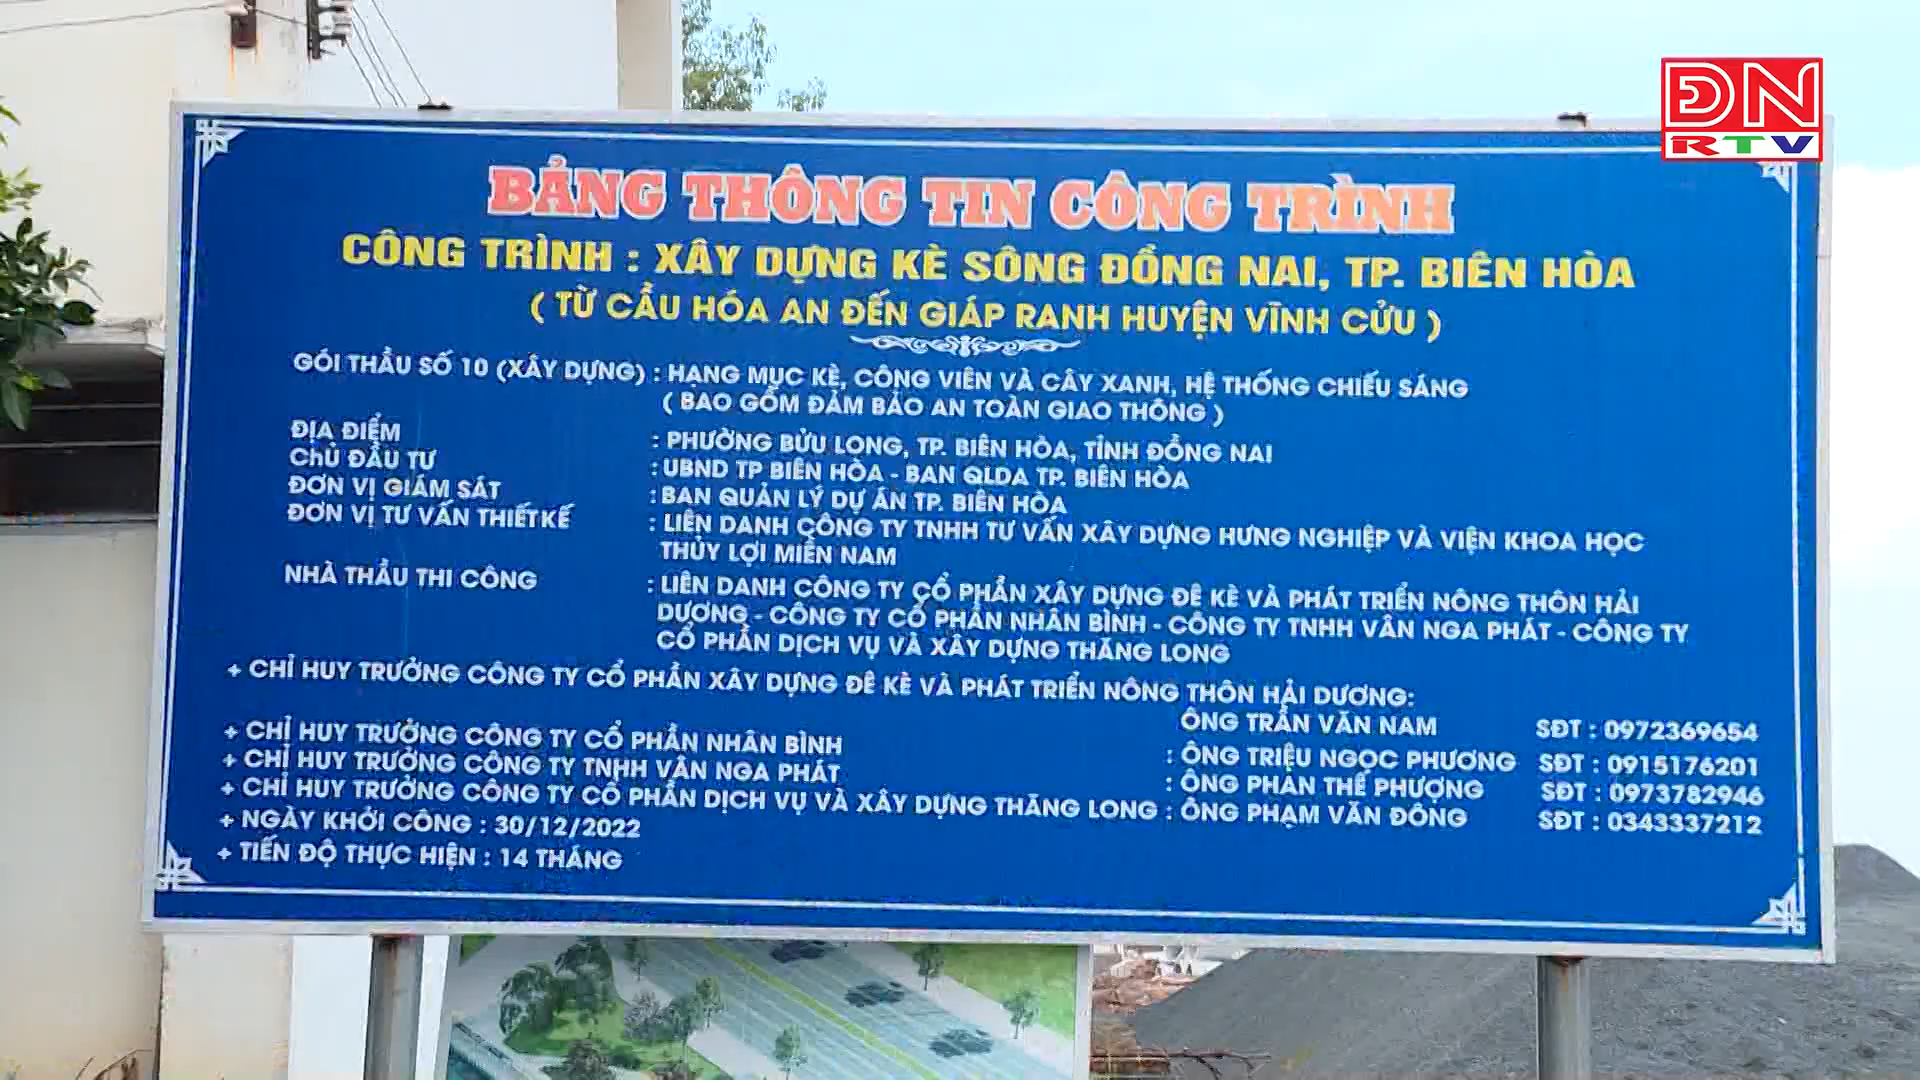 ĐN
RTV
BẢNG THÔNG TIN CÔNG TRÌNH
CÔNG TRÌNH : XÂY DỰNG KÈ SÔNG ĐỒNG NAI, TP. BIÊN HÒA
( TỪ CẦU HÓA AN ĐẾN GIÁP RANH HUYỆN VĨNH CỬU )
GÓI THẦU SỐ 10 (XÂY DỰNG) : HẠNG MỤC KÈ, CÔNG VIÊN VÀ CÂY XANH, HỆ THỐNG CHIẾU SÁNG
( BAO GỒM ĐẢM BẢO AN TOÀN GIAO THÔNG )
ĐỊA ĐIỂM : PHƯỜNG BỬU LONG, TP. BIÊN HÒA, TỈNH ĐỒNG NAI
ChỦ ĐẦU TƯ : UBND TP BIÊN HÒA - BAN QLDA TP. BIÊN HÒA
ĐƠN VỊ GIÁM SÁT : BAN QUẢN LÝ DỰ ÁN TP. BIÊN HÒA
ĐƠN VỊ TƯ VẤN THIẾT KẾ : LIÊN DANH CÔNG TY TNHH TƯ VẤN XÂY DỰNG HƯNG NGHIỆP VÀ VIỆN KHOA HỌC
THỦY LỢI MIỀN NAM
NHÀ THẦU THI CÔNG : LIÊN DANH CÔNG TY CỔ PHẦN XÂY DỰNG ĐÊ KÈ VÀ PHÁT TRIỂN NÔNG THÔN HẢI
DƯƠNG - CÔNG TY CỔ PHẦN NHÂN BÌNH - CÔNG TY TNHH VÂN NGA PHÁT - CÔNG TY
CỔ PHẦN DỊCH VỤ VÀ XÂY DỰNG THĂNG LONG
+ CHỈ HUY TRƯỞNG CÔNG TY CỔ PHẦN XÂY DỰNG ĐÊ KÈ VÀ PHÁT TRIỂN NÔNG THÔN HẢI DƯƠNG:
ÔNG TRẦN VĂN NAM SĐT : 0972369654
+ CHỈ HUY TRƯỞNG CÔNG TY CỔ PHẦN NHÂN BÌNH : ÔNG TRIỆU NGỌC PHƯƠNG SĐT : 0915176201
+ CHỈ HUY TRƯỞNG CÔNG TY TNHH VÂN NGA PHÁT : ÔNG PHAN THẾ PHƯỢNG SĐT : 0973782946
+ CHỈ HUY TRƯỞNG CÔNG TY CỔ PHẦN DỊCH VỤ VÀ XÂY DỰNG THĂNG LONG : ÔNG PHẠM VĂN ĐÔNG SĐT : 0343337212
+ NGÀY KHỞI CÔNG : 30/12/2022
+ TIẾN ĐỘ THỰC HIỆN : 14 THÁNG